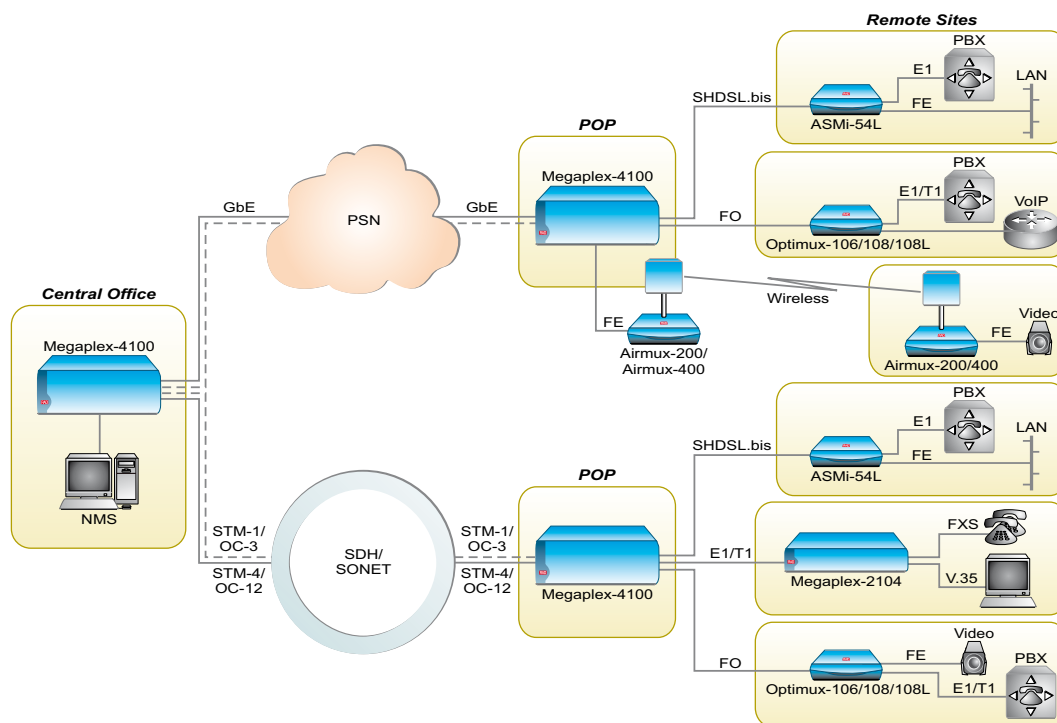 Remote Sites
PBX
E1
LAN
SHDSL.bis
FE
ASMi-54L
POP
Megaplex-4100
PBX
E1/T1
VoIP
GbE
PSN
GbE
FO
Optimux-106/108/108L
Central Office
Megaplex-4100
NMS
FE
Airmux-200/
Airmux-400
Wireless
Video
FE
Airmux-200/400
PBX
E1
LAN
SHDSL.bis
FE
ASMi-54L
POP
STM-1/
OC-3
STM-4/
OC-12
SDH/
SONET
STM-1/
OC-3
STM-4/
OC-12
Megaplex-4100
E1/T1
FXS
Megaplex-2104
V.35
Video
FE
PBX
FO
Optimux-106/108/108L
E1/T1